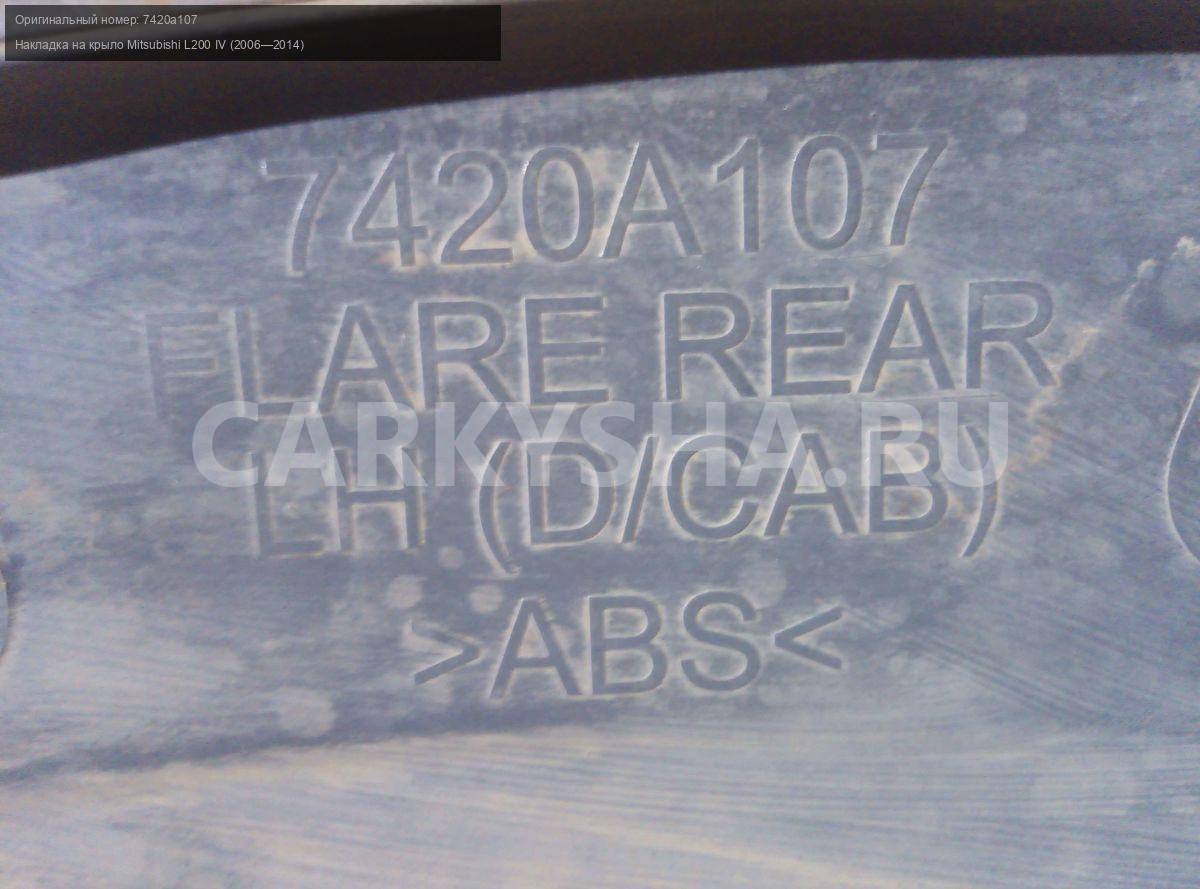 Оригинальный номер: 7420a107
Накладка на крыло Mitsubishi L200 IV (2006—2014)
7420A107
FLARE REAR
CARKYSHA.RU
LH (D/CAB)
>ABS<